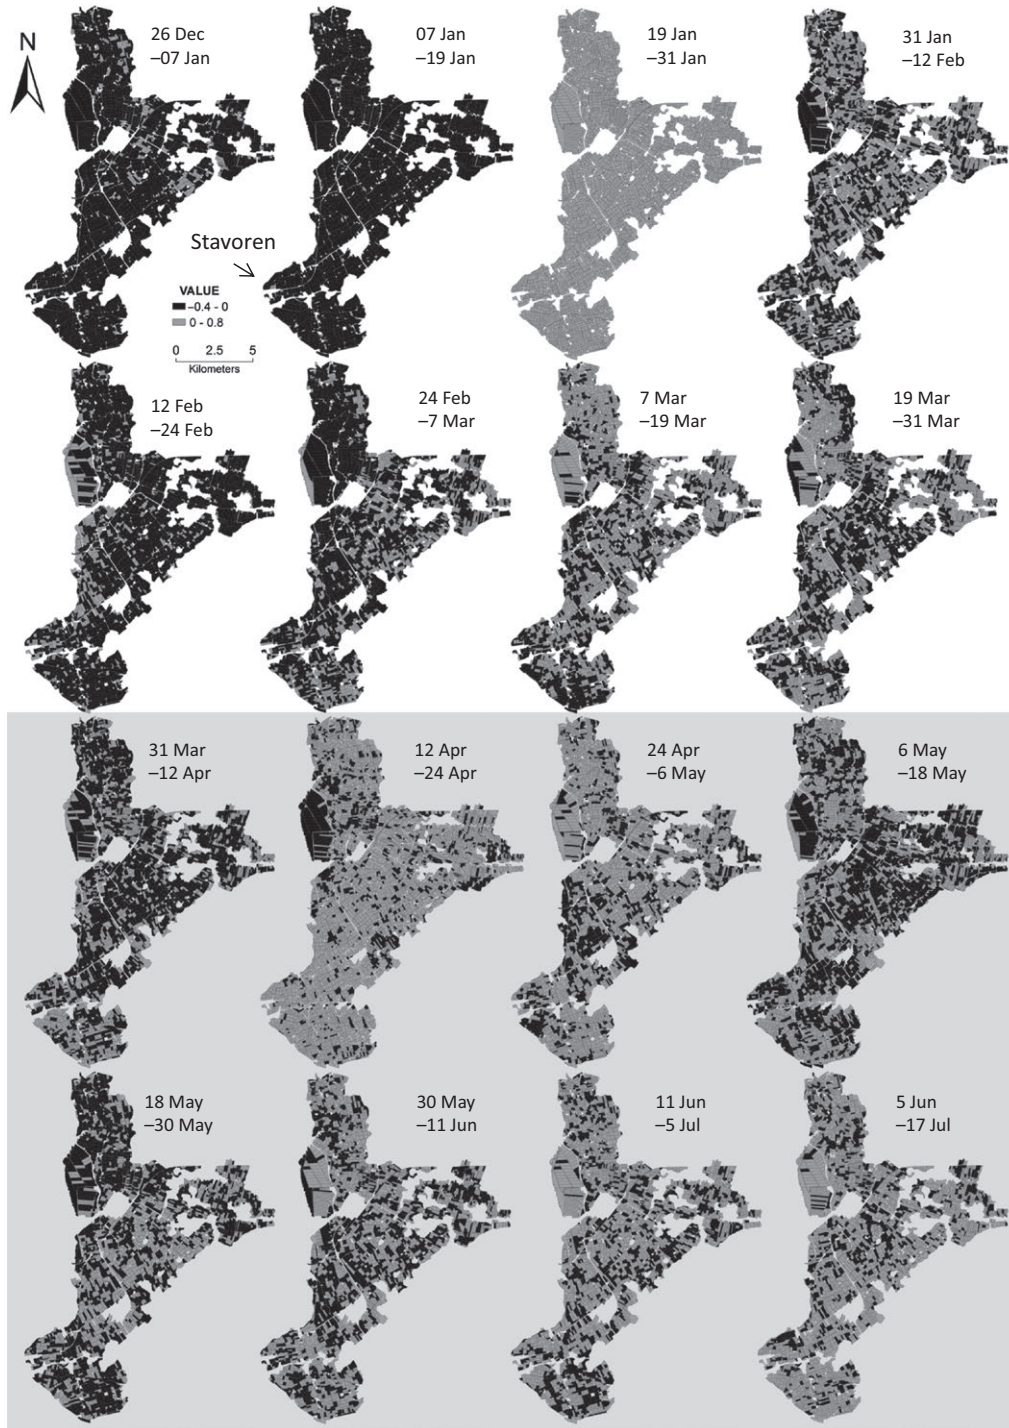 N
26 Dec
–07 Jan
07 Jan
–19 Jan
19 Jan
–31 Jan
31 Jan
–12 Feb
Stavoren
VALUE
–0.4 - 0
0 - 0.8
0 2.5 5
Kilometers
12 Feb
–24 Feb
24 Feb
–7 Mar
7 Mar
–19 Mar
19 Mar
–31 Mar
31 Mar
–12 Apr
12 Apr
–24 Apr
24 Apr
–6 May
6 May
–18 May
18 May
–30 May
30 May
–11 Jun
11 Jun
–5 Jul
5 Jun
–17 Jul